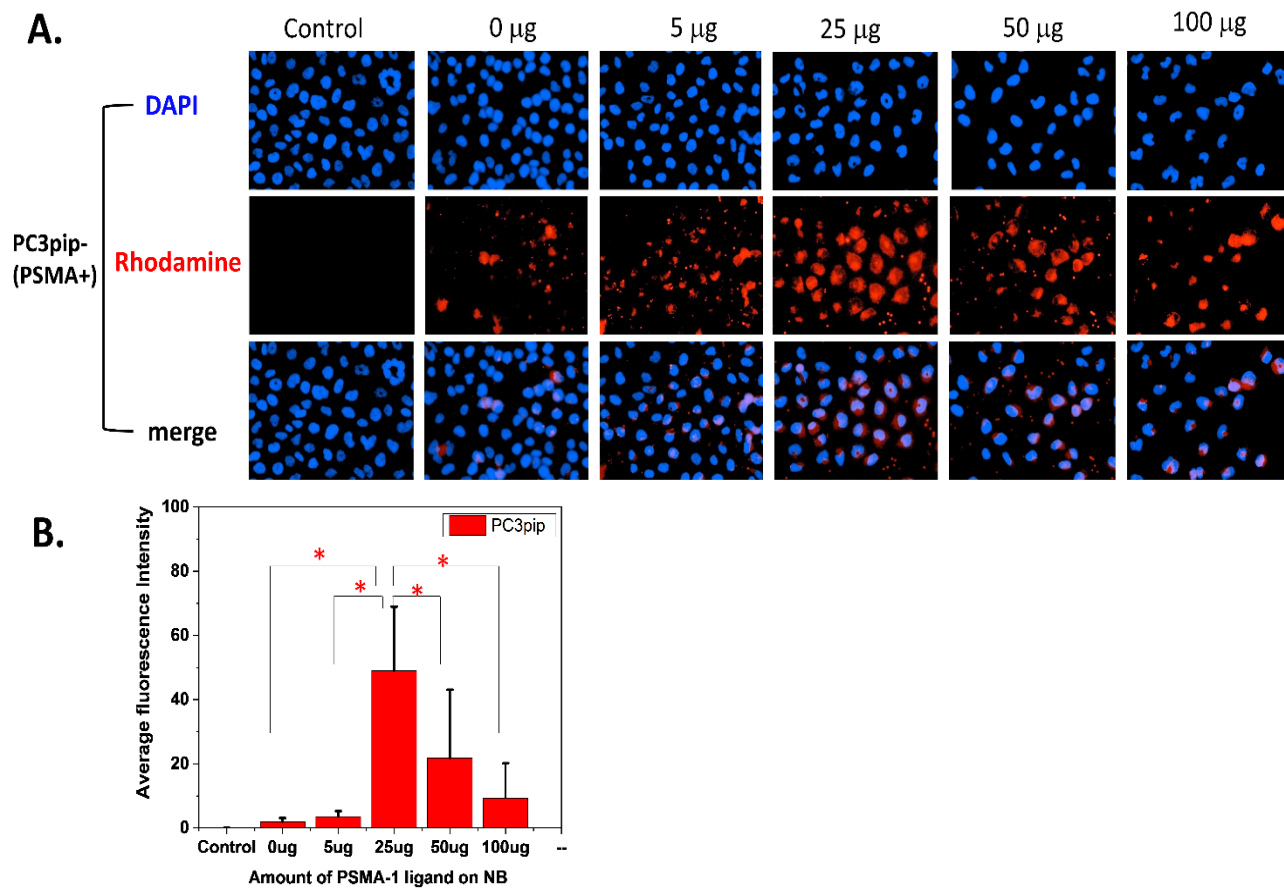 A.
Control 0 μg 5 μg 25 μg 50 μg 100 μg
DAPI
PC3pip-
(PSMA+)
Rhodamine
merge
B.
100
80
60
40
20
0
Average fluorescence Intensity
PC3pip
* * * *
Control 0ug 5ug 25ug 50ug 100ug --
Amount of PSMA-1 ligand on NB